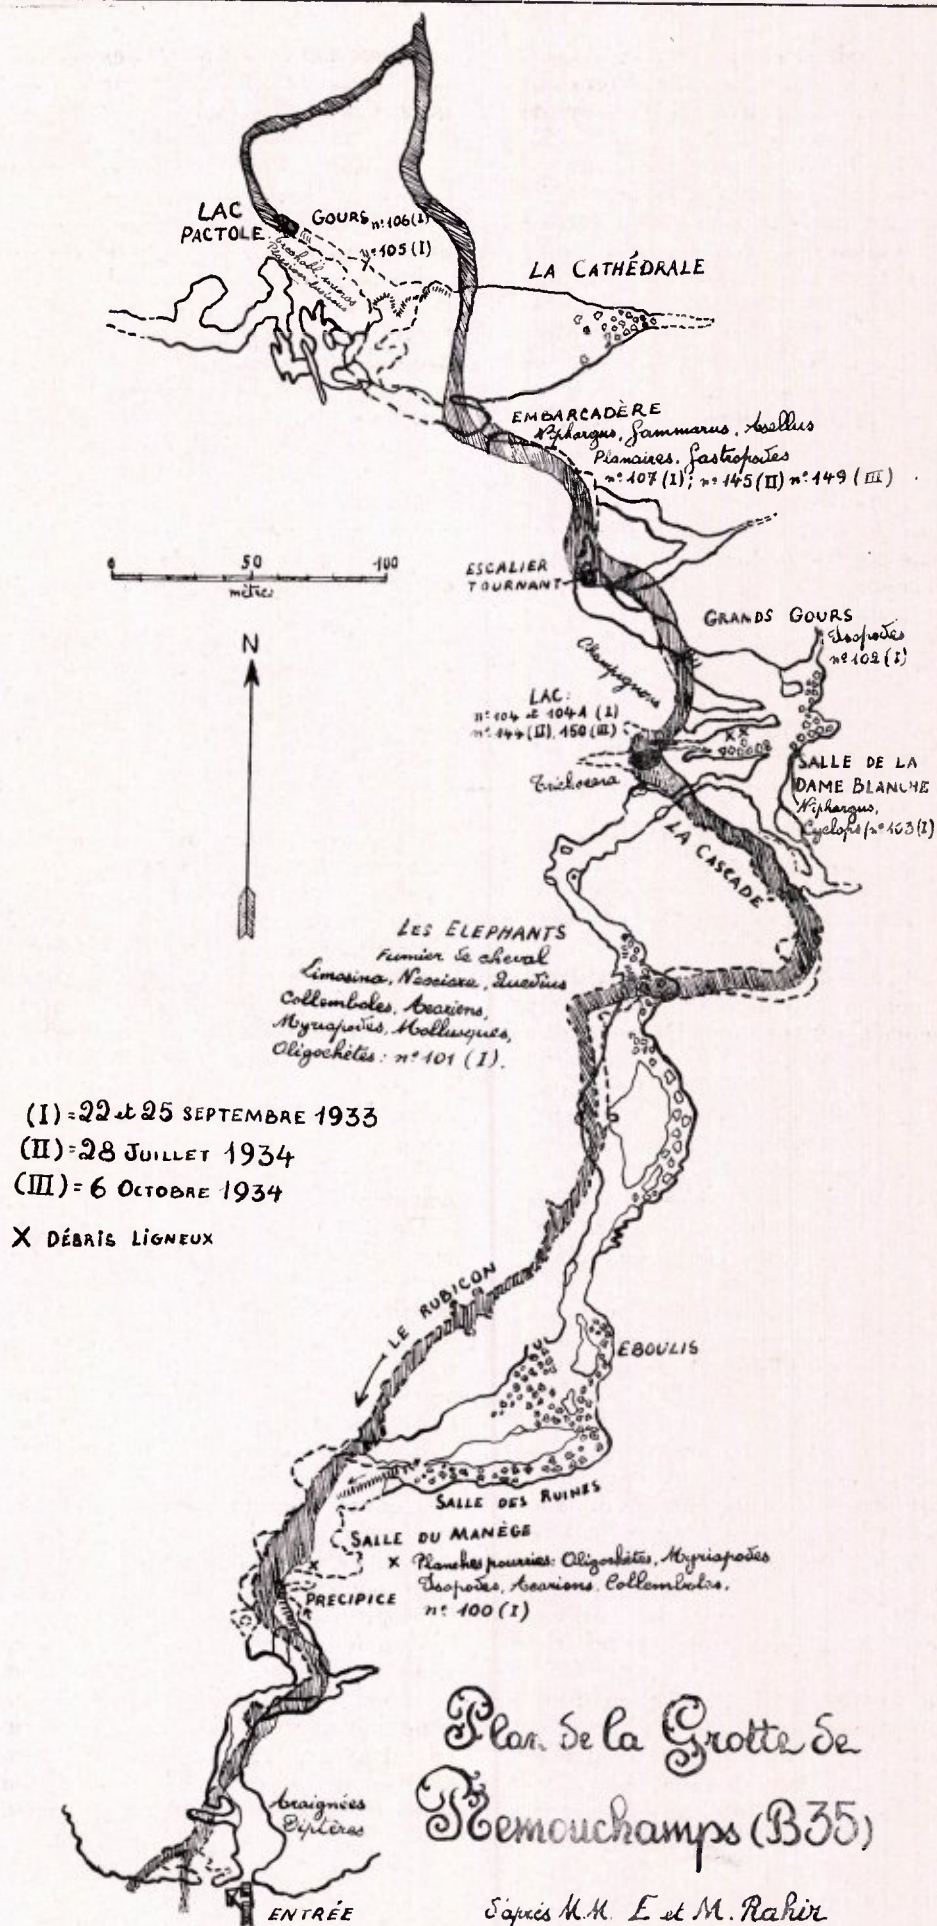 LAC
PACTOLE
GOURS n° 106 (I)
n° 105 (I)
LA CATHÉDRALE
EMBARCADÈRE
Niphargus, Gammarus, Asellus
Planaires, Gastropodes
n° 107 (I); n° 145 (II) n° 149 (III)
0 50 100
mètres
ESCALIER
TOURNANT
N
GRANDS GOURS
Isopodes
n° 102 (I)
Champignons
LAC:
n° 104 et 104A (I)
n° 144 (II), 150 (III)
Trichocera
SALLE DE LA
DAME BLANCHE
Niphargus,
Cyclops (n° 103 (I)
LA CASCADE
LES ELEPHANTS
Fumier de cheval
Limosina, Quedius
Collemboles, Acariens,
Myriapodes, Mollusques,
Oligochètes: n° 101 (I).
(I) = 22 et 25 SEPTEMBRE 1933
(II) = 28 JUILLET 1934
(III) = 6 OCTOBRE 1934
X DÉBRIS LIGNEUX
LE RUBICON
EBOULIS
SALLE DES RUINES
SALLE DU MANÈGE
X Planches pourries: Oligochètes, Myriapodes
Isopodes, Acariens, Collemboles,
n° 100 (I)
PRECIPICE
Plan de la Grotte de
Remouchamps (B35)
Araignées
Diptères
ENTRÉE
d'après M.M. E et M. Rahir